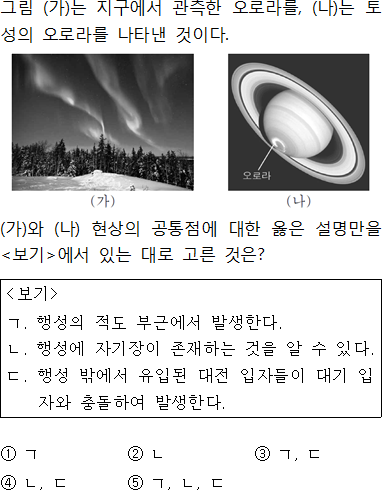 그림 (가)는 지구에서 관측한 오로라를, (나)는 토
성의 오로라를 나타낸 것이다.
오로라
(가)
(나)
(가)와 (나) 현상의 공통점에 대한 옳은 설명만을
<보기>에서 있는 대로 고른 것은?
<보기>
ㄱ. 행성의 적도 부근에서 발생한다.
ㄴ. 행성에 자기장이 존재하는 것을 알 수 있다.
ㄷ. 행성 밖에서 유입된 대전 입자들이 대기 입
자와 충돌하여 발생한다.
① ㄱ ② ㄴ ③ ㄱ, ㄷ
④ ㄴ, ㄷ ⑤ ㄱ, ㄴ, ㄷ